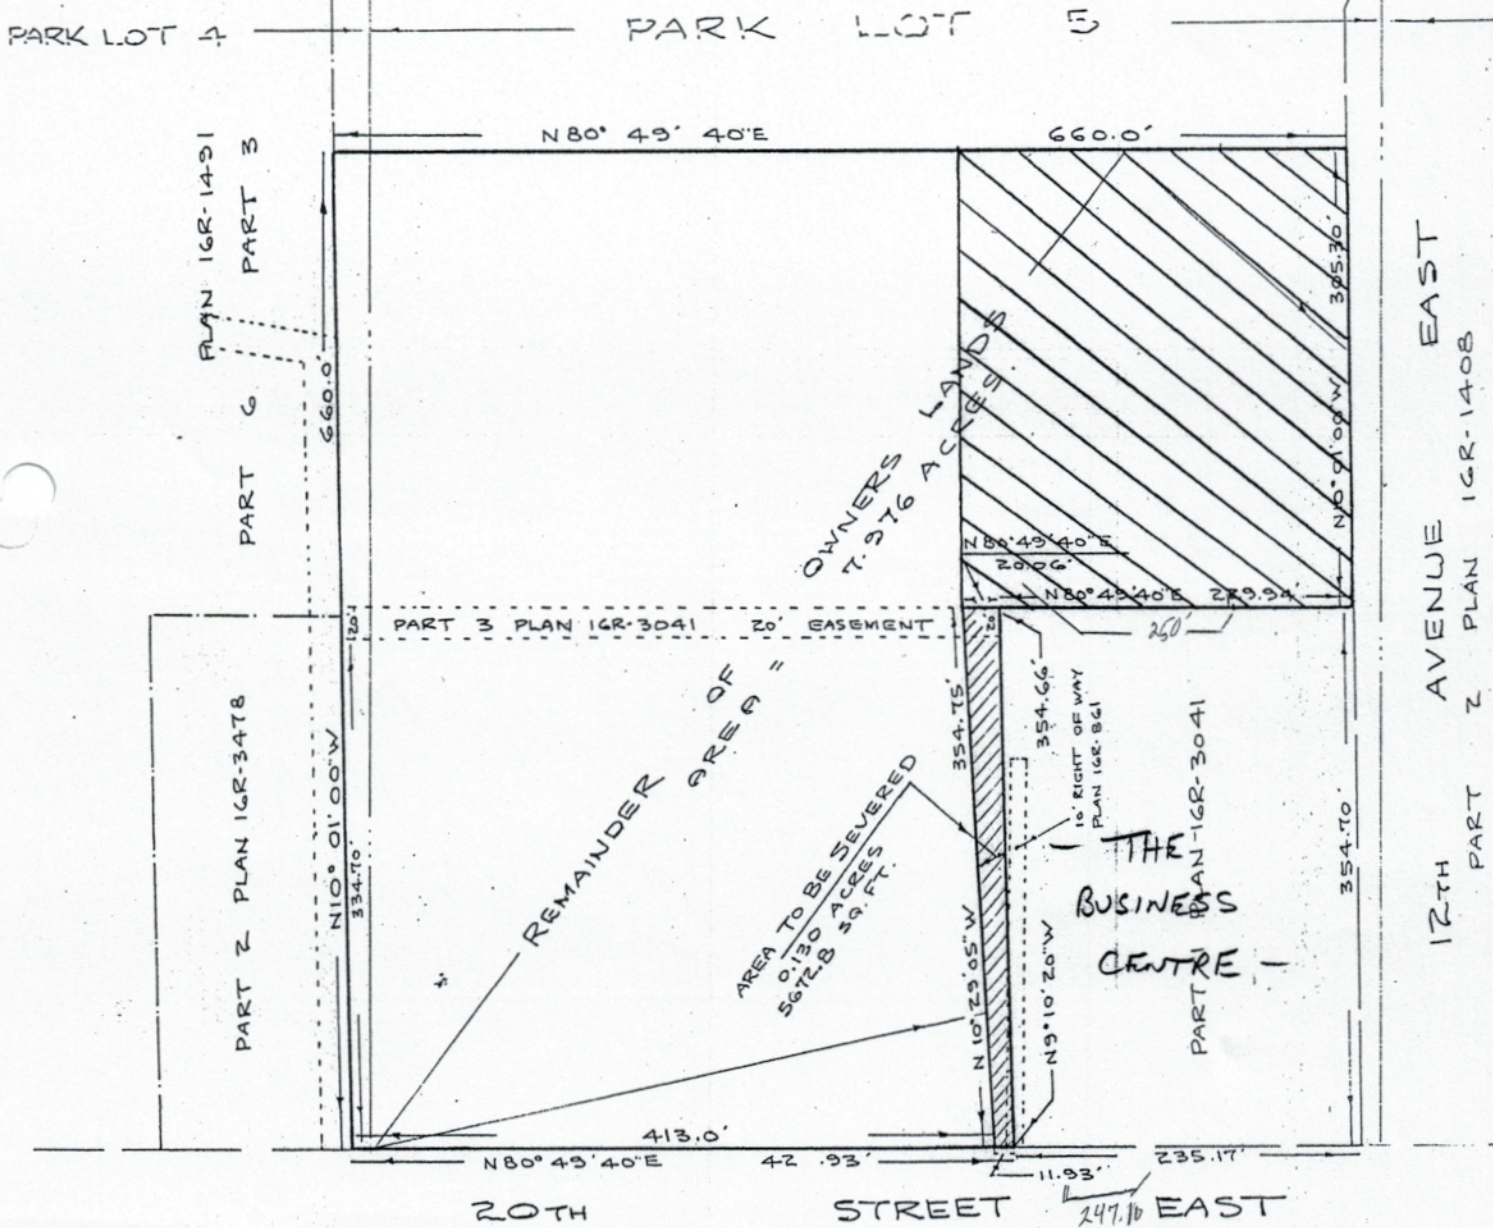 PARK LOT 4
PARK LOT 5
N80° 49' 40"E 660.0'
PLAN 16R-1491
PART 3
PART 6
660.0'
305.30'
N10° 01' 00" W
OWNERS LANDS
7.976 ACRES
N80°49'40"E
20.06'
N80°49'40"E 229.94'
250'
20'
PART 3 PLAN 16R-3041 20' EASEMENT
20'
REMAINDER OF
AREA "
354.75'
354.66'
10' RIGHT OF WAY
PLAN 16R-861
PART 2 PLAN 16R-3478
N10° 01' 00" W
334.70'
AREA TO BE SEVERED
0.130 ACRES
5672.8 SQ. FT.
N10°29'05"W
N9°10'20"W
- THE
BUSINESS
CENTRE -
PART 1 PLAN-16R-3041
354.70'
12TH AVENUE EAST
PART 2 PLAN 16R-1408
413.0'
N80°49'40"E 42 .93'
11.93'
235.17'
247.10
20TH STREET EAST